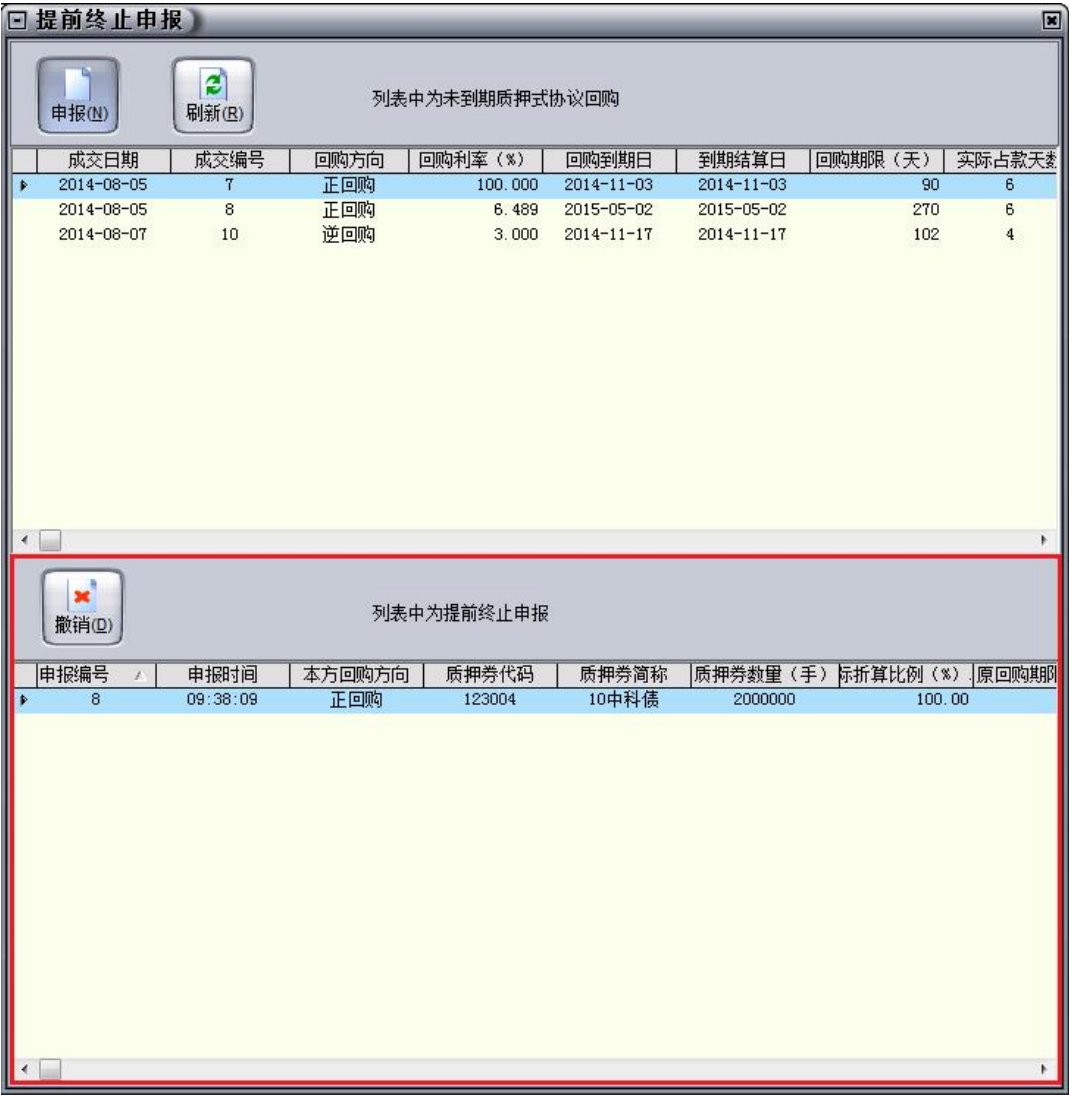 提前终止申报
申报(N) 刷新(R) 列表中为未到期质押式协议回购
成交日期 成交编号 回购方向 回购利率（%） 回购到期日 到期结算日 回购期限（天） 实际占款天数
2014-08-05 7 正回购 100.000 2014-11-03 2014-11-03 90 6
2014-08-05 8 正回购 6.489 2015-05-02 2015-05-02 270 6
2014-08-07 10 逆回购 3.000 2014-11-17 2014-11-17 102 4
撤销(D) 列表中为提前终止申报
申报编号 申报时间 本方回购方向 质押券代码 质押券简称 质押券数量（手） 际折算比例（%） 原回购期限
8 09:38:09 正回购 123004 10中科债 2000000 100.00